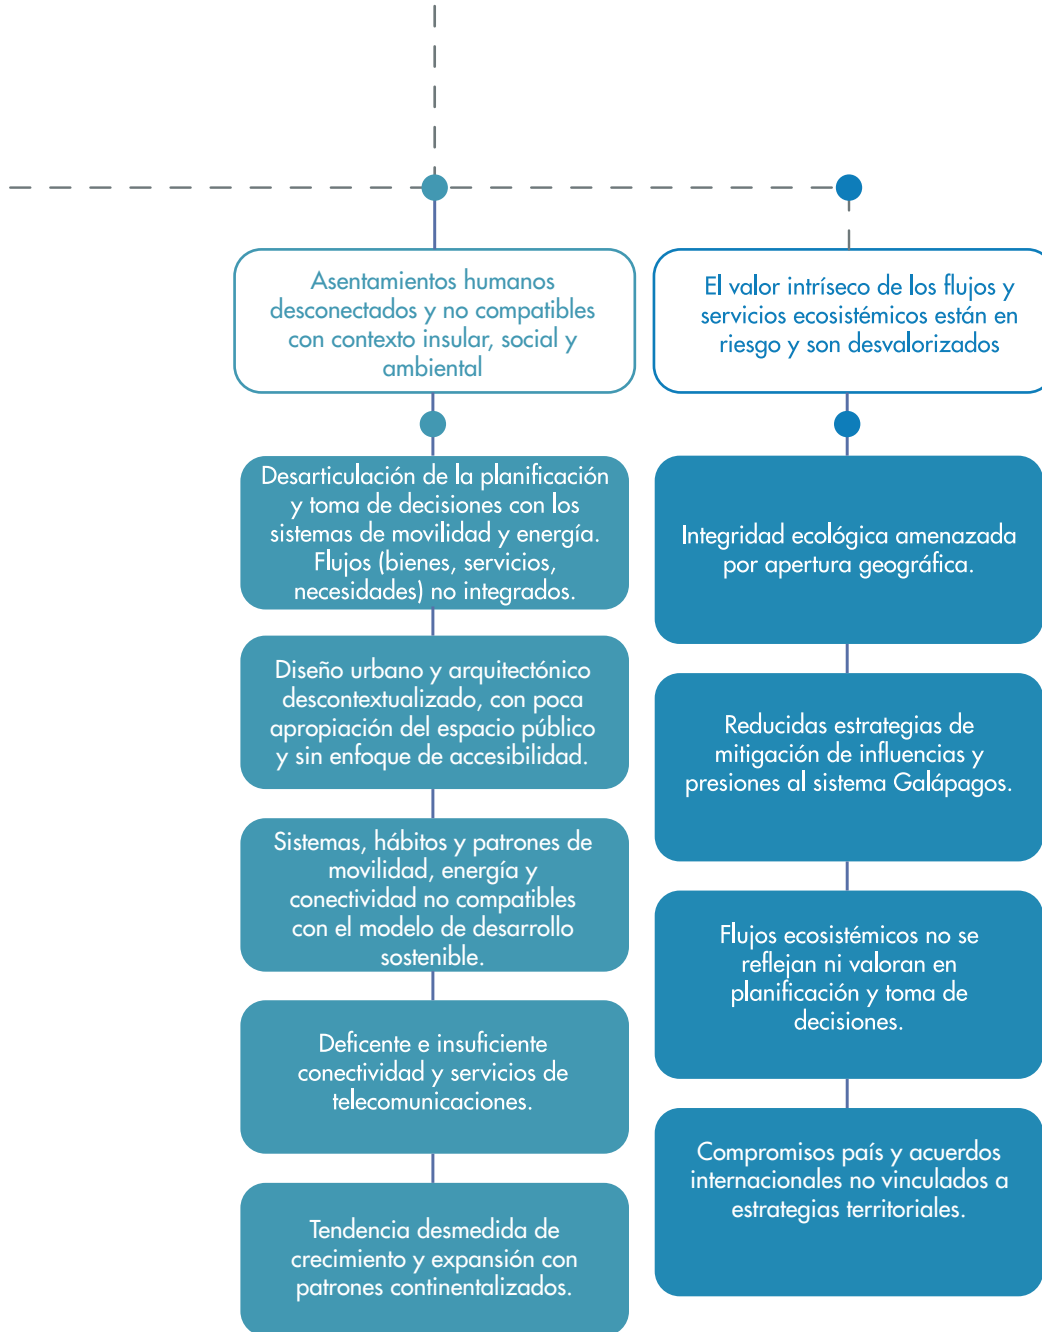 Asentamientos humanos
desconectados y no compatibles
con contexto insular, social y
ambiental
Desarticulación de la planificación
y toma de decisiones con los
sistemas de movilidad y energía.
Flujos (bienes, servicios,
necesidades) no integrados.
Diseño urbano y arquitectónico
descontextualizado, con poca
apropiación del espacio público
y sin enfoque de accesibilidad.
Sistemas, hábitos y patrones de
movilidad, energía y
conectividad no compatibles
con el modelo de desarrollo
sostenible.
Deficente e insuficiente
conectividad y servicios de
telecomunicaciones.
Tendencia desmedida de
crecimiento y expansión con
patrones continentalizados.
El valor intríseco de los flujos y
servicios ecosistémicos están en
riesgo y son desvalorizados
Integridad ecológica amenazada
por apertura geográfica.
Reducidas estrategias de
mitigación de influencias y
presiones al sistema Galápagos.
Flujos ecosistémicos no se
reflejan ni valoran en
planificación y toma de
decisiones.
Compromisos país y acuerdos
internacionales no vinculados a
estrategias territoriales.